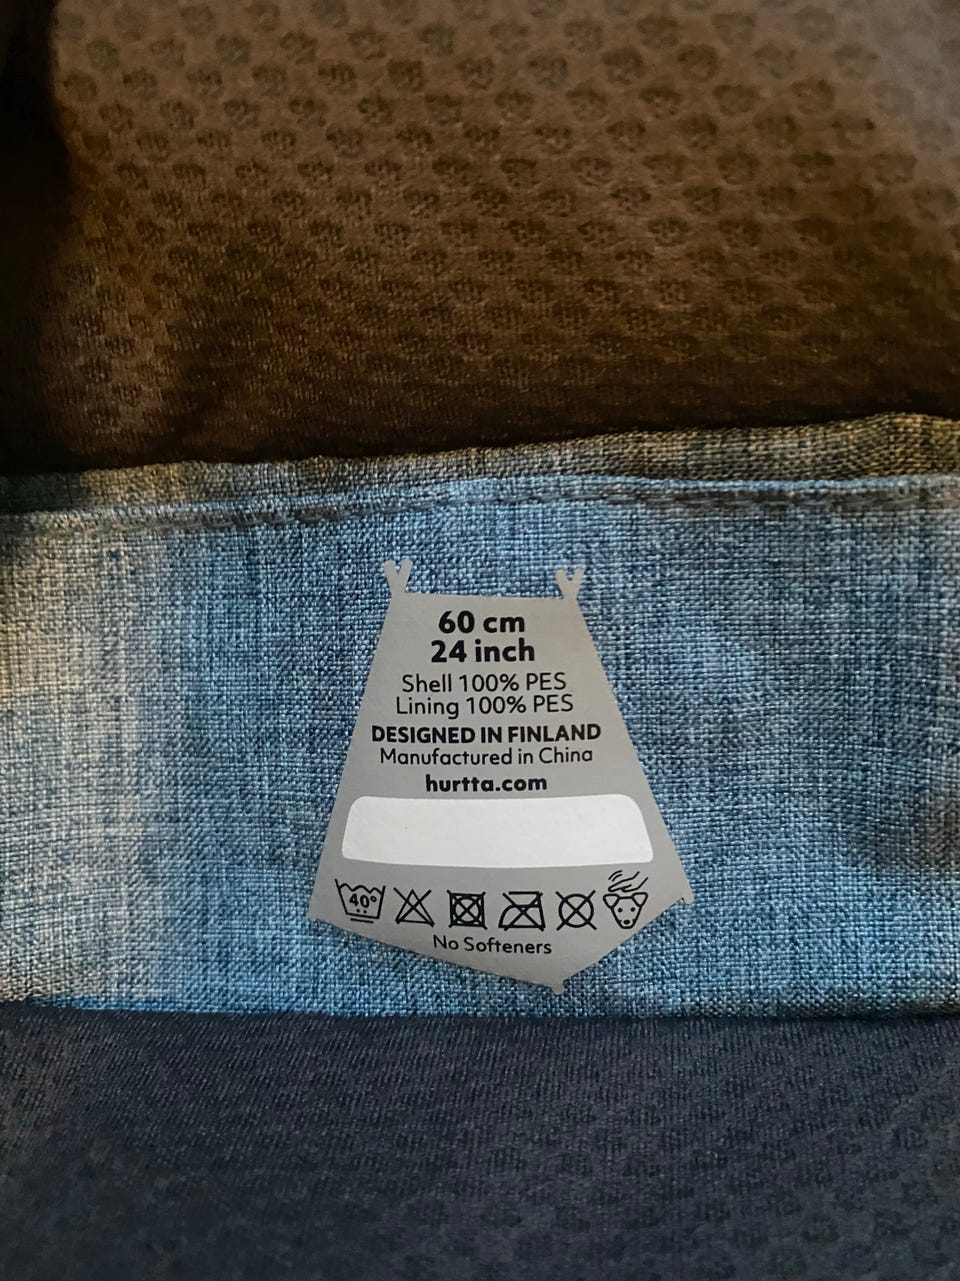 60 cm
24 inch
Shell 100% PES
Lining 100% PES
DESIGNED IN FINLAND
Manufactured in China
hurtta.com
40°
No Softeners